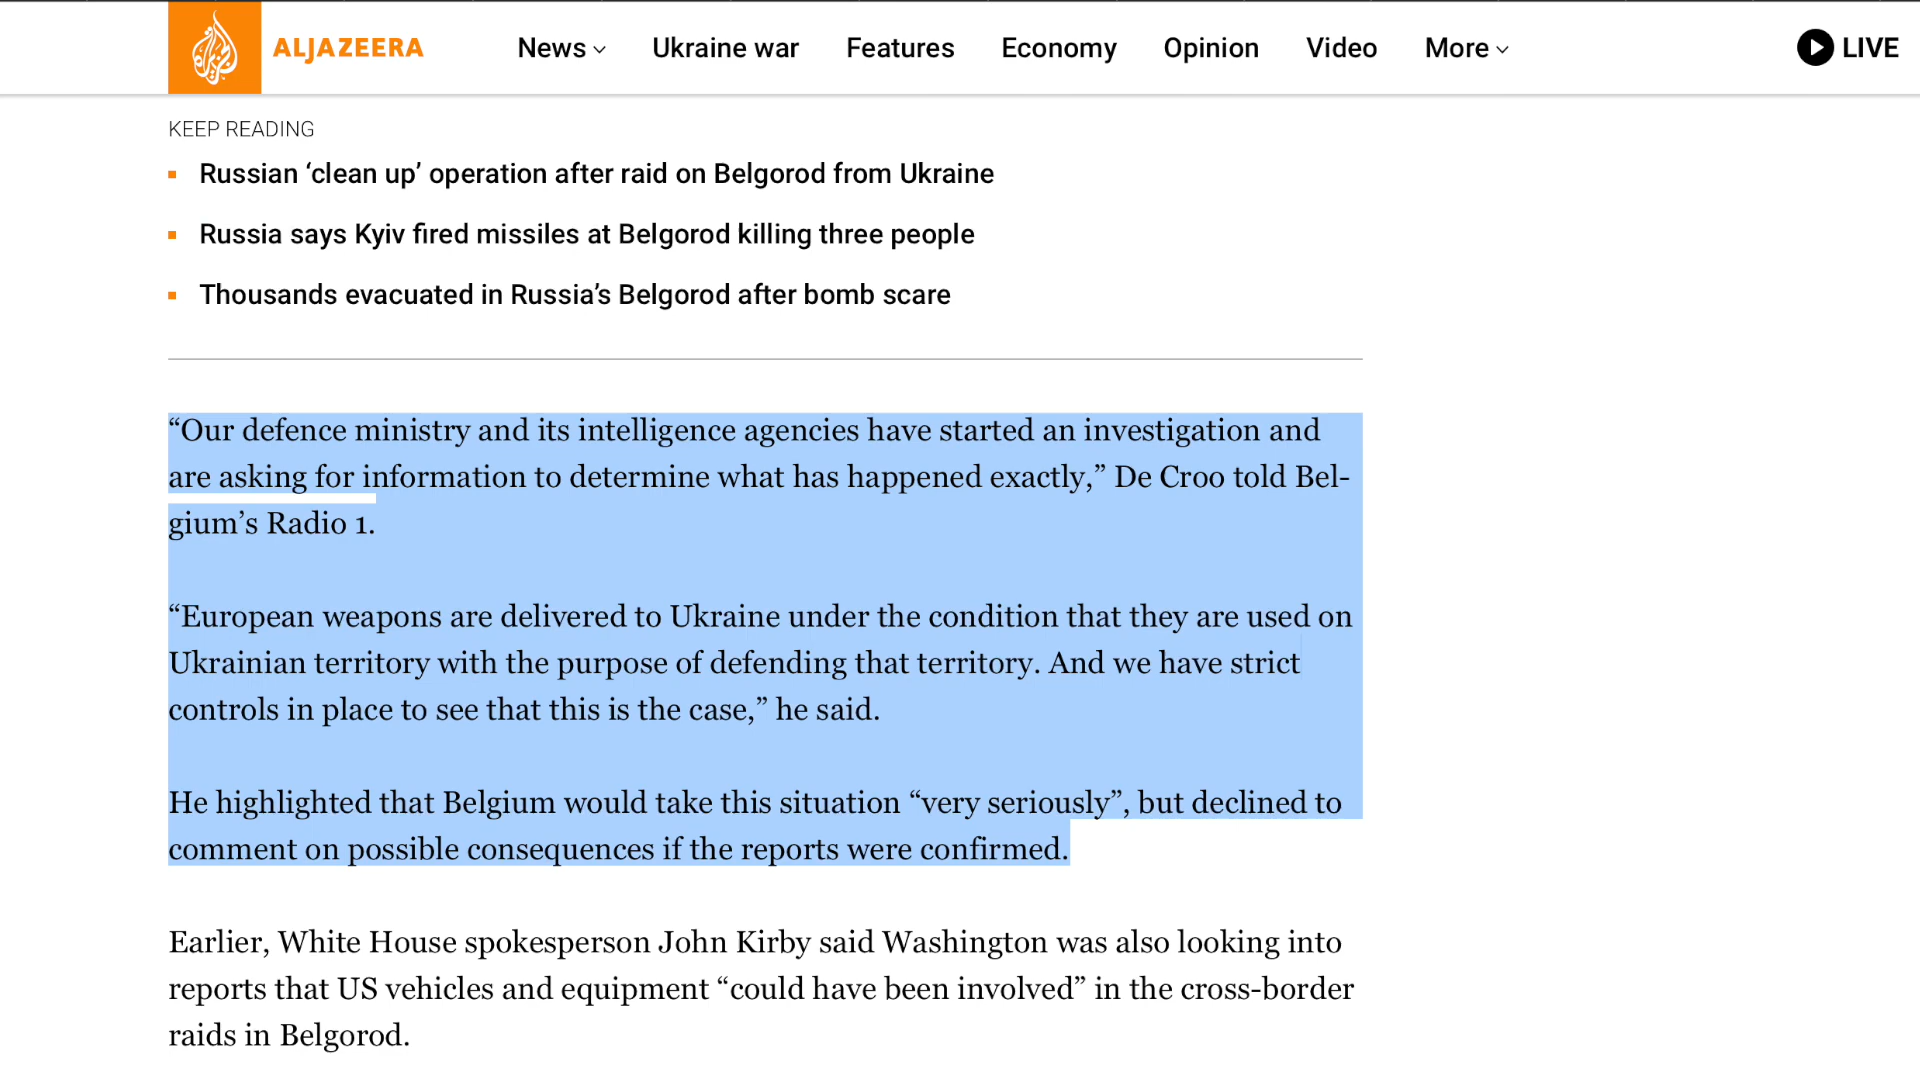 ALJAZEERA
News
Ukraine war
Features
Economy
Opinion
Video
More
LIVE
KEEP READING
Russian ‘clean up’ operation after raid on Belgorod from Ukraine
Russia says Kyiv fired missiles at Belgorod killing three people
Thousands evacuated in Russia’s Belgorod after bomb scare
“Our defence ministry and its intelligence agencies have started an investigation and
are asking for information to determine what has happened exactly,” De Croo told Bel-
gium’s Radio 1.
“European weapons are delivered to Ukraine under the condition that they are used on
Ukrainian territory with the purpose of defending that territory. And we have strict
controls in place to see that this is the case,” he said.
He highlighted that Belgium would take this situation “very seriously”, but declined to
comment on possible consequences if the reports were confirmed.
Earlier, White House spokesperson John Kirby said Washington was also looking into
reports that US vehicles and equipment “could have been involved” in the cross-border
raids in Belgorod.